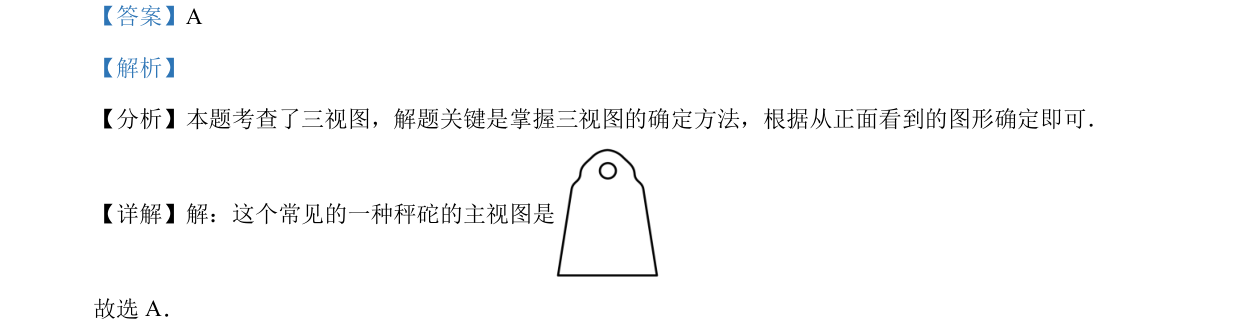 【答案】A
【解析】
【分析】本题考查了三视图，解题关键是掌握三视图的确定方法，根据从正面看到的图形确定即可．
【详解】解：这个常见的一种秤砣的主视图是
故选 A．